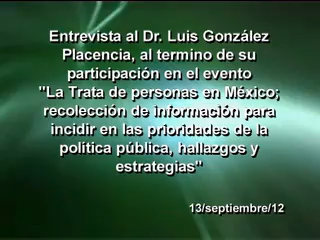 Entrevista al Dr. Luis González
Placencia, al termino de su
participación en el evento
"La Trata de personas en México;
recolección de información para
incidir en las prioridades de la
política pública, hallazgos y
estrategias"
13/septiembre/12